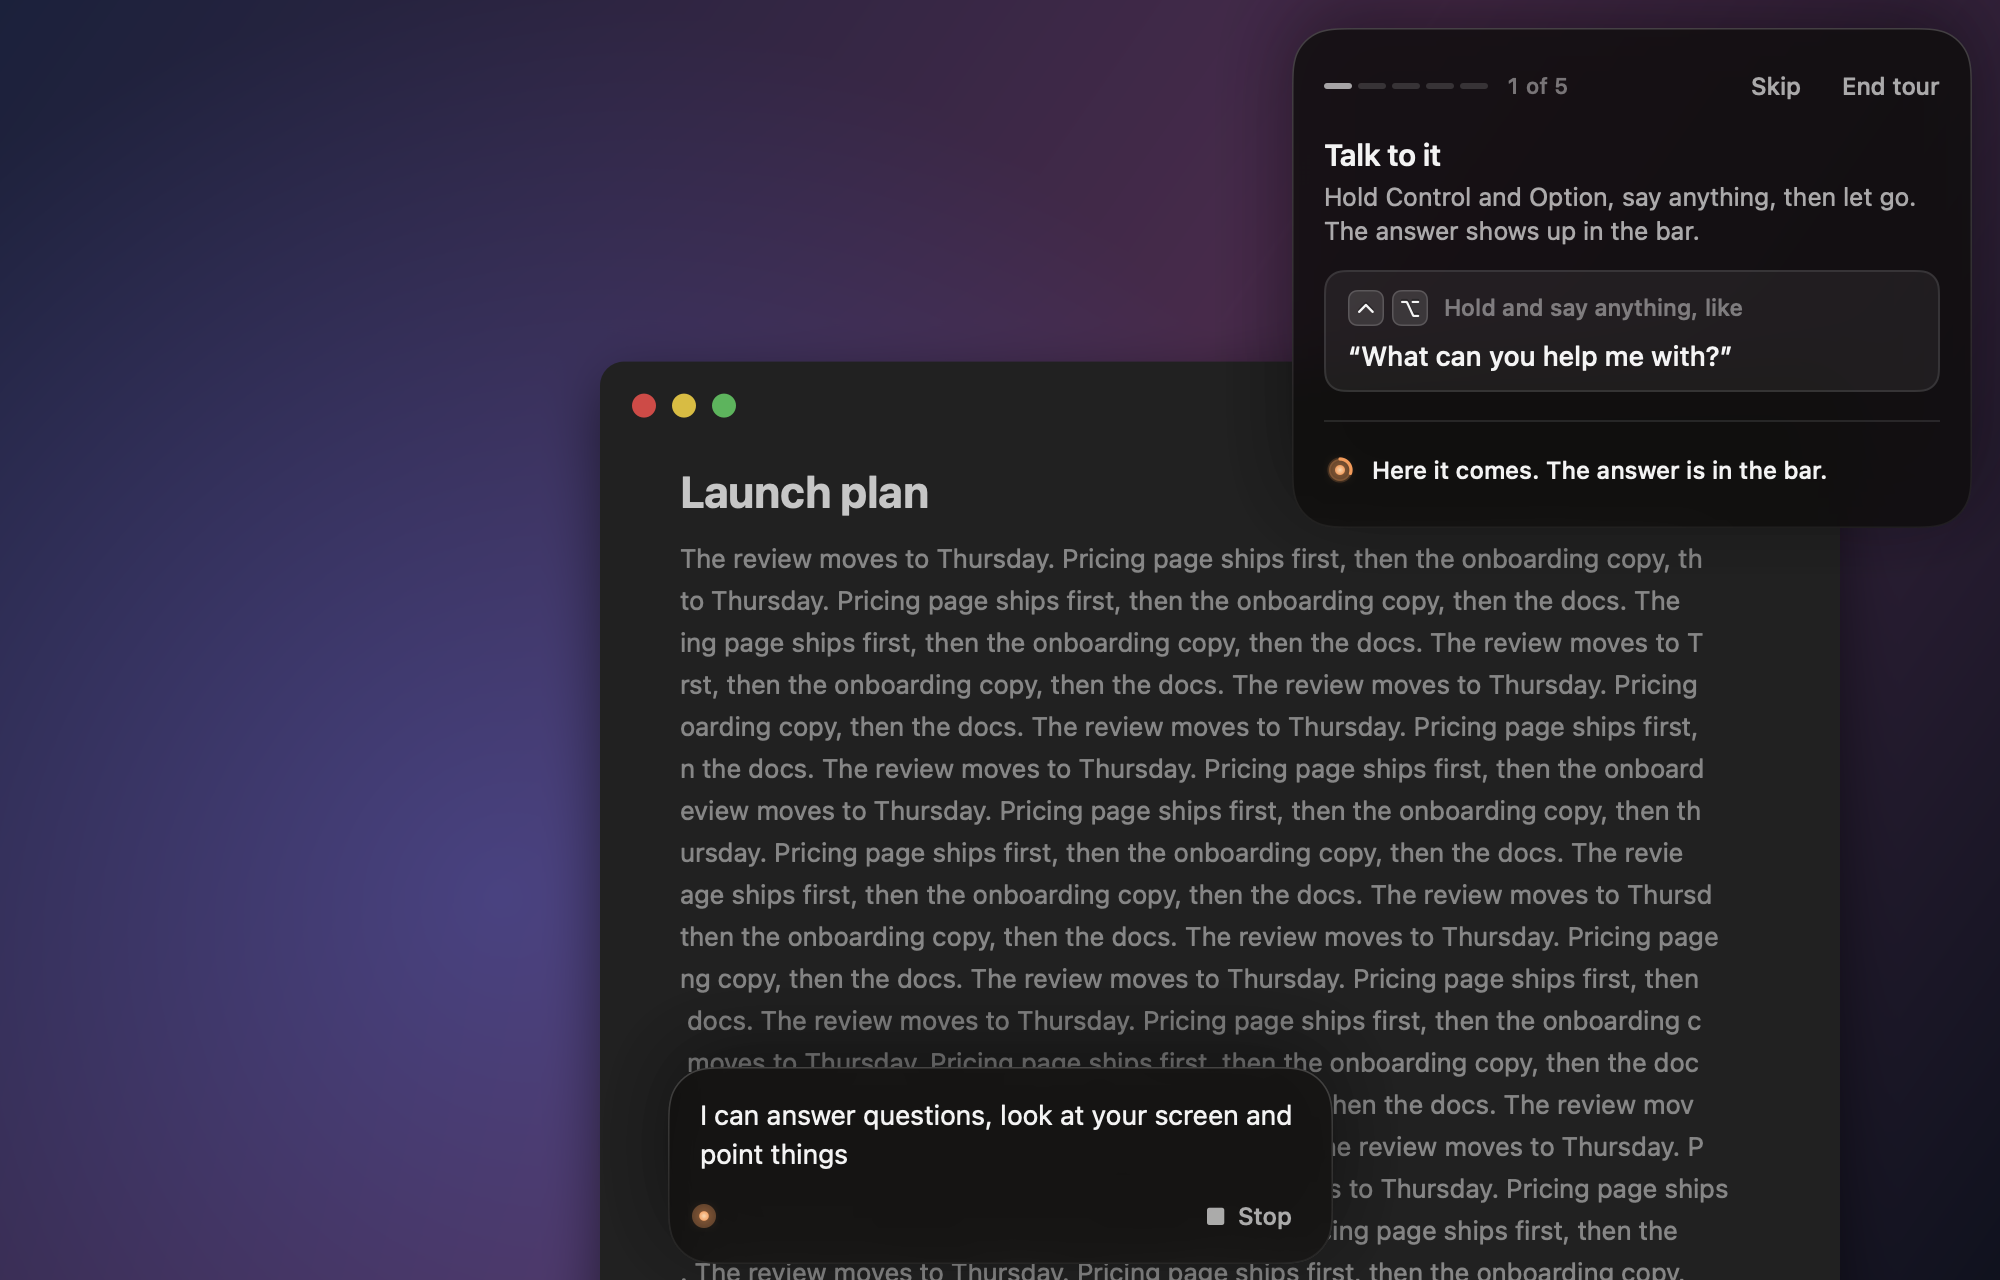 1 of 5
Skip
End tour
Talk to it
Hold Control and Option, say anything, then let go.
The answer shows up in the bar.
Hold and say anything, like
“What can you help me with?”
Here it comes. The answer is in the bar.
Launch plan
The review moves to Thursday. Pricing page ships first, then the onboarding copy, th
to Thursday. Pricing page ships first, then the onboarding copy, then the docs. The
ing page ships first, then the onboarding copy, then the docs. The review moves to T
rst, then the onboarding copy, then the docs. The review moves to Thursday. Pricing
oarding copy, then the docs. The review moves to Thursday. Pricing page ships first,
n the docs. The review moves to Thursday. Pricing page ships first, then the onboard
eview moves to Thursday. Pricing page ships first, then the onboarding copy, then th
ursday. Pricing page ships first, then the onboarding copy, then the docs. The revie
age ships first, then the onboarding copy, then the docs. The review moves to Thursd
then the onboarding copy, then the docs. The review moves to Thursday. Pricing page
ng copy, then the docs. The review moves to Thursday. Pricing page ships first, then
docs. The review moves to Thursday. Pricing page ships first, then the onboarding c
moves to Thursday. Pricing page ships first, then the onboarding copy, then the doc
hen the docs. The review mov
e review moves to Thursday. P
s to Thursday. Pricing page ships
ing page ships first, then the
. The review moves to Thursday. Pricing page ships first, then the onboarding copy,
I can answer questions, look at your screen and
point things
Stop